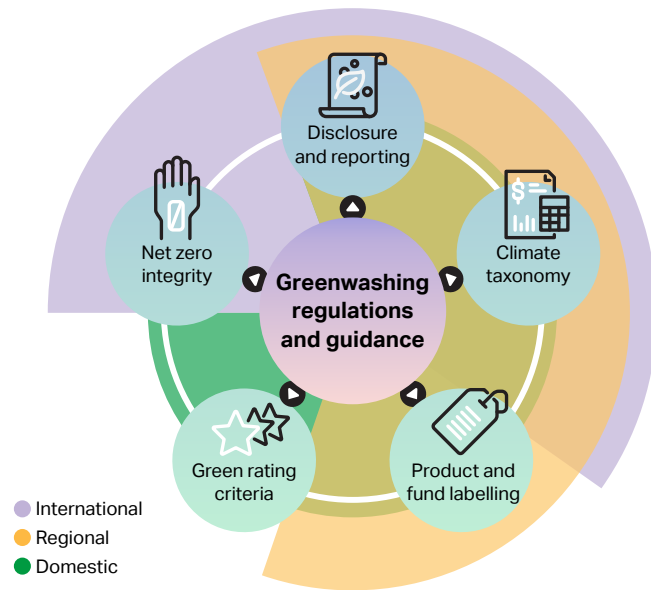 Disclosure
and reporting
Net zero
integrity
$
Climate
taxonomy
Greenwashing
regulations
and guidance
Green rating
criteria
Product and
fund labelling
International
Regional
Domestic